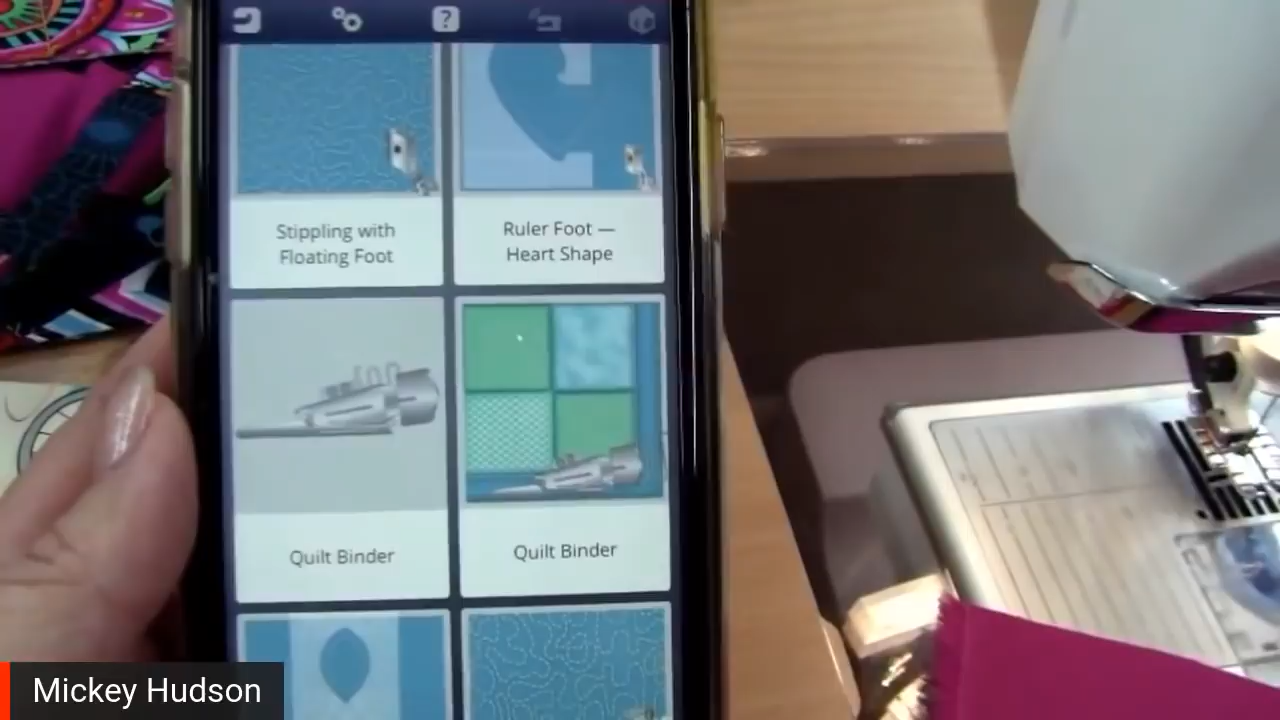 ?
Stippling with
Floating Foot
Ruler Foot —
Heart Shape
Quilt Binder
Quilt Binder
Mickey Hudson